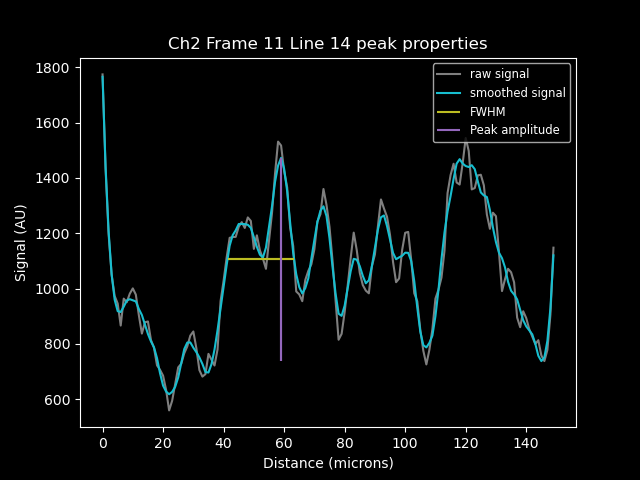 Ch2 Frame 11 Line 14 peak properties
raw signal
smoothed signal
FWHM
Peak amplitude
Signal (AU)
1800
1600
1400
1200
1000
800
600
0 20 40 60 80 100 120 140
Distance (microns)